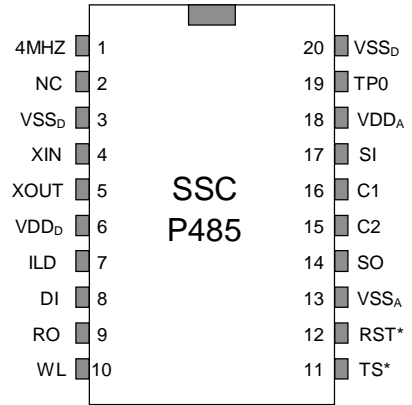 4MHZ 1 20 VSSD
NC 2 19 TP0
VSSD 3 18 VDDA
XIN 4 17 SI
XOUT 5 16 C1
VDDD 6 15 C2
ILD 7 14 SO
DI 8 13 VSSA
RO 9 12 RST*
WL 10 11 TS*
SSC
P485